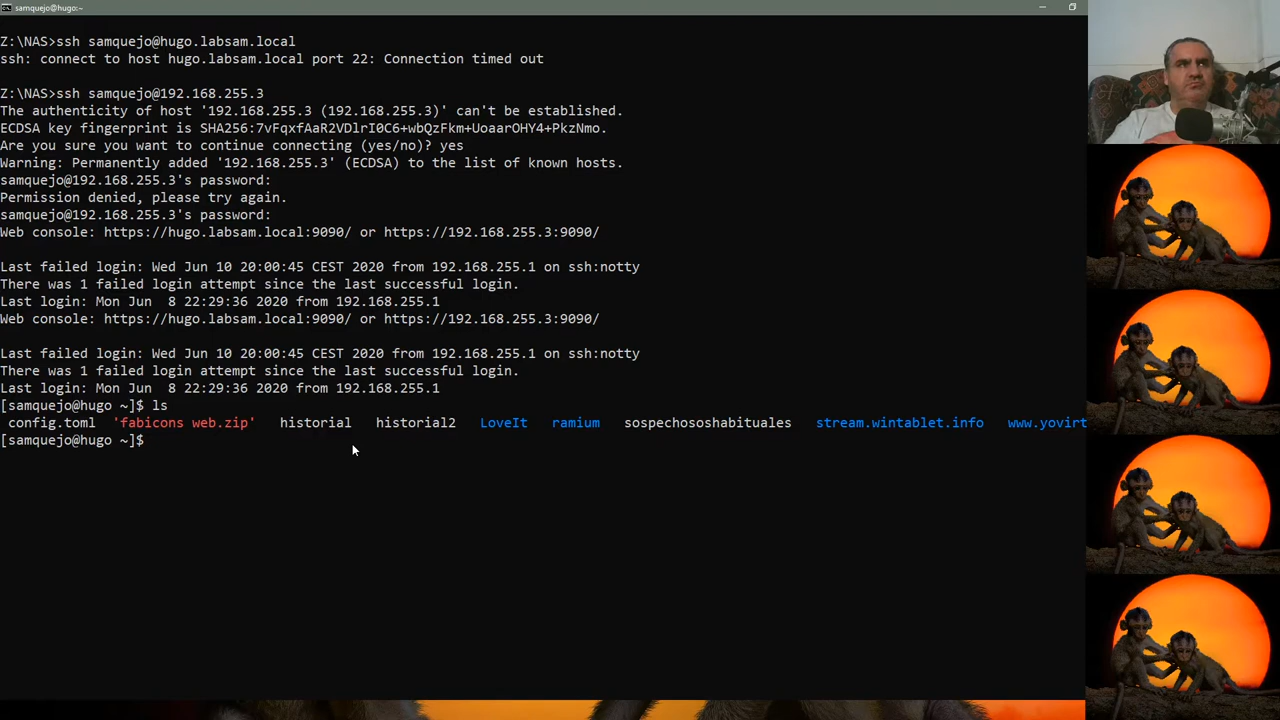 samquejo@hugo:~
Z:\NAS>ssh samquejo@hugo.labsam.local
ssh: connect to host hugo.labsam.local port 22: Connection timed out
Z:\NAS>ssh samquejo@192.168.255.3
The authenticity of host '192.168.255.3 (192.168.255.3)' can't be established.
ECDSA key fingerprint is SHA256:7vFqxfAaR2VDlrI0C6+wbQzFkm+UoaarOHY4+PkzNmo.
Are you sure you want to continue connecting (yes/no)? yes
Warning: Permanently added '192.168.255.3' (ECDSA) to the list of known hosts.
samquejo@192.168.255.3's password:
Permission denied, please try again.
samquejo@192.168.255.3's password:
Web console: https://hugo.labsam.local:9090/ or https://192.168.255.3:9090/
Last failed login: Wed Jun 10 20:00:45 CEST 2020 from 192.168.255.1 on ssh:notty
There was 1 failed login attempt since the last successful login.
Last login: Mon Jun  8 22:29:36 2020 from 192.168.255.1
Web console: https://hugo.labsam.local:9090/ or https://192.168.255.3:9090/
Last failed login: Wed Jun 10 20:00:45 CEST 2020 from 192.168.255.1 on ssh:notty
There was 1 failed login attempt since the last successful login.
Last login: Mon Jun  8 22:29:36 2020 from 192.168.255.1
[samquejo@hugo ~]$ ls
config.toml  'fabicons web.zip'   historial   historial2   LoveIt   ramium   sospechososhabituales   stream.wintablet.info   www.yovirt
[samquejo@hugo ~]$